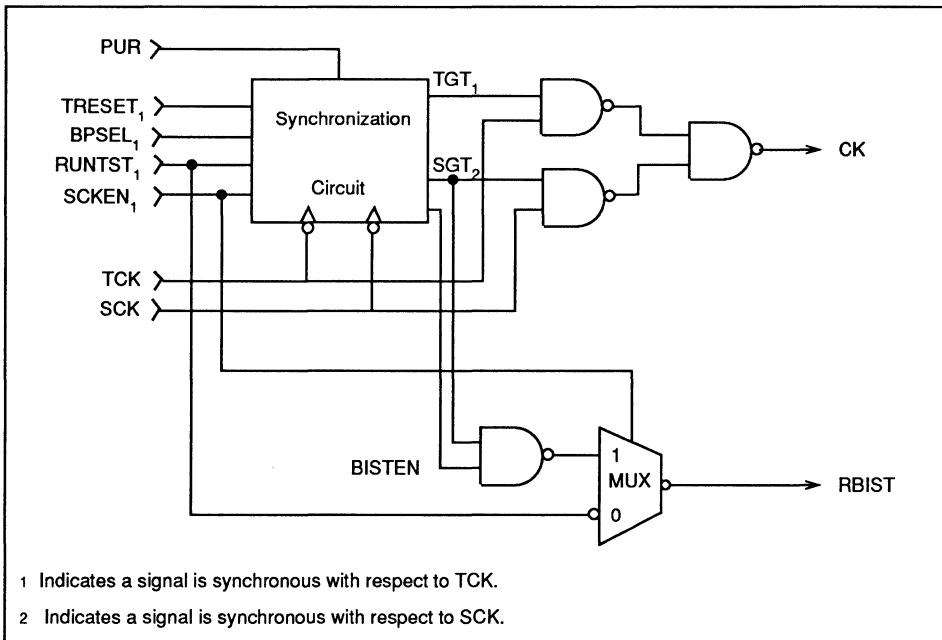 PUR
TRESET1
BPSEL1
RUNTST1
SCKEN1
TCK
SCK
Synchronization
Circuit
TGT1
SGT2
CK
BISTEN
1
MUX
0
RBIST
1 Indicates a signal is synchronous with respect to TCK.
2 Indicates a signal is synchronous with respect to SCK.